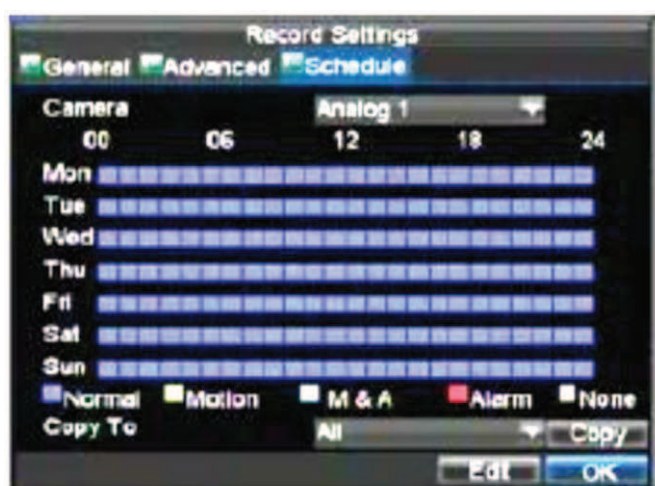 Record Settings
General Advanced Schedule
Camera Analog 1
00 06 12 18 24
Mon
Tue
Wed
Thu
Fri
Sat
Sun
Normal Motion M & A Alarm None
Copy To All Copy
Edit OK